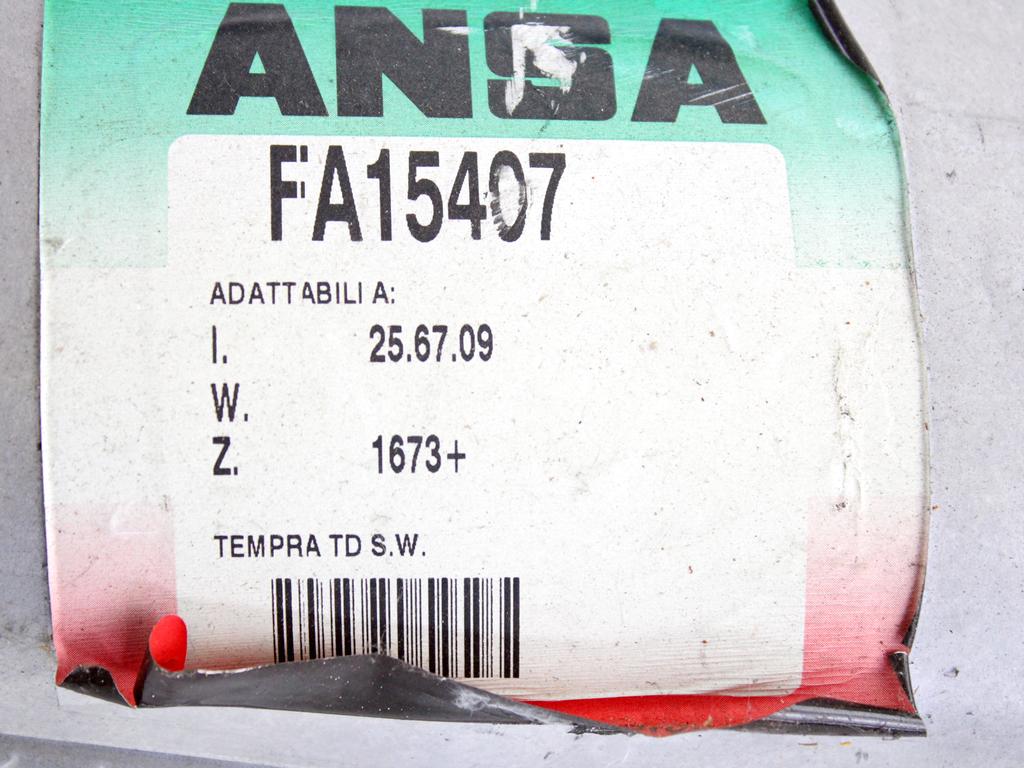 ANSA
FA15407
ADATTABILI A:
I. 25.67.09
W.
Z. 1673+
TEMPRA TD S.W.